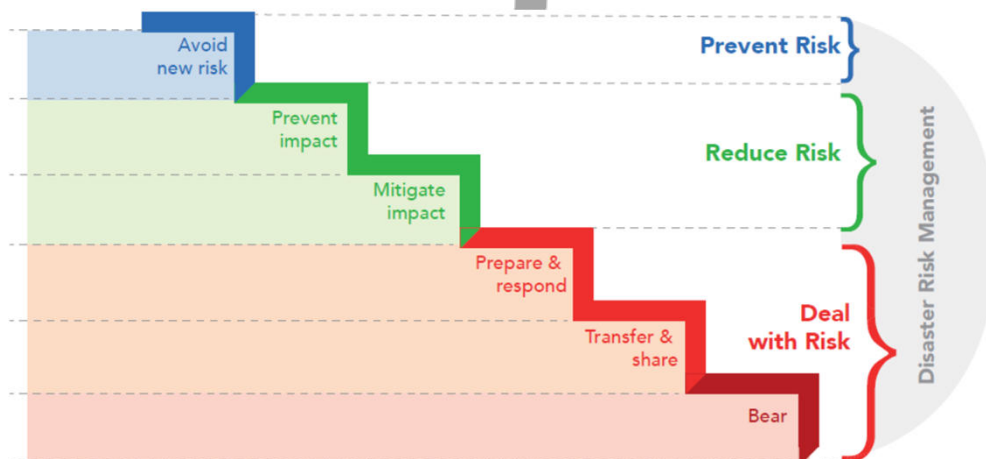 Avoid
new risk
Prevent Risk
Prevent
impact
Reduce Risk
Mitigate
impact
Prepare &
respond
Deal
with Risk
Transfer &
share
Bear
Disaster Risk Management